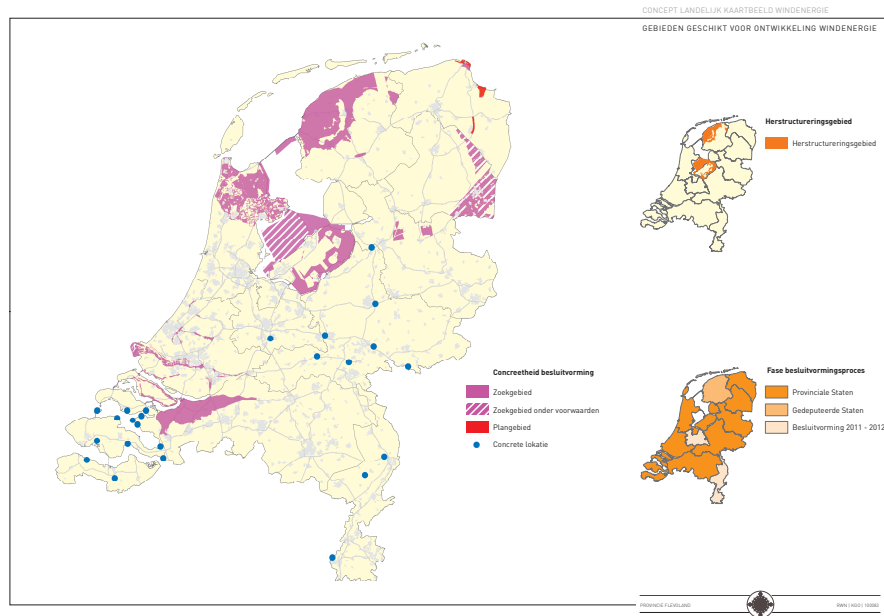 CONCEPT LANDELIJK KAARTBEELD WINDENERGIE
GEBIEDEN GESCHIKT VOOR ONTWIKKELING WINDENERGIE
Herstructureringsgebied
Herstructureringsgebied
Concreetheid besluitvorming
Zoekgebied
Zoekgebied onder voorwaarden
Plangebied
Concrete lokatie
Fase besluitvormingsproces
Provinciale Staten
Gedeputeerde Staten
Besluitvorming 2011 - 2012
PROVINCIE FLEVOLAND